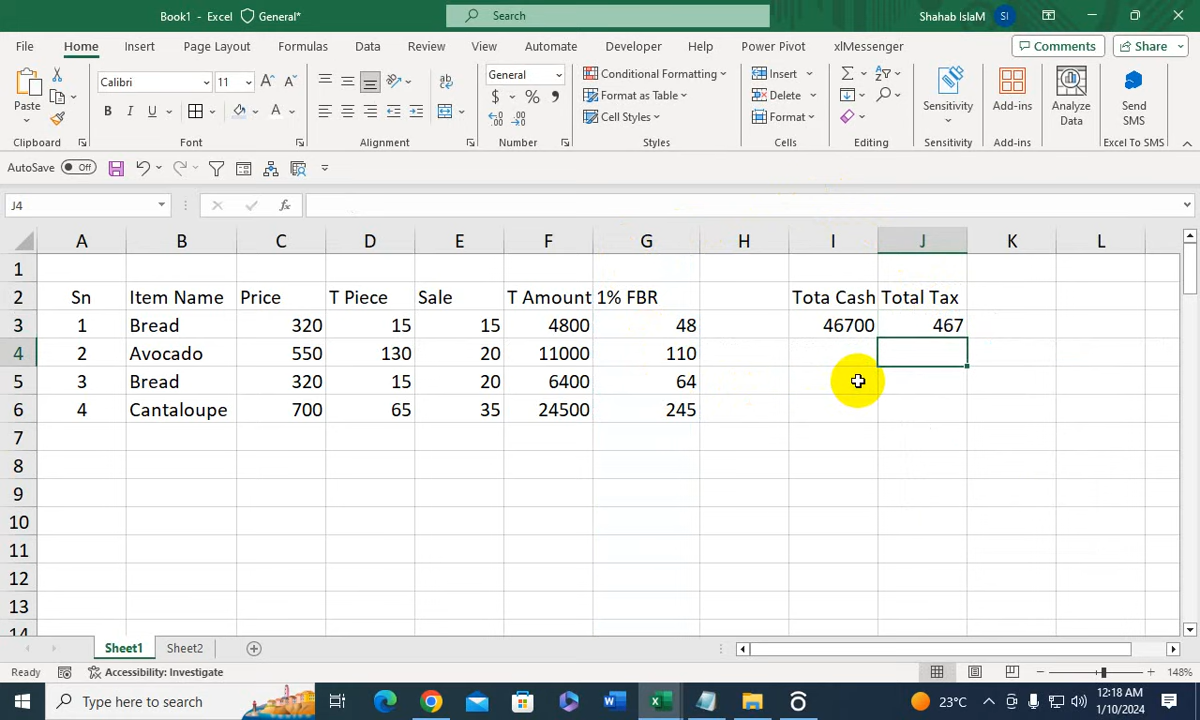 Book1 - Excel General*
Search
Shahab IslaM SI
File Home Insert Page Layout Formulas Data Review View Automate Developer Help Power Pivot xlMessenger Comments Share
Paste
Calibri 11
B I U A
ab
General
$ % 9
Conditional Formatting
Format as Table
Cell Styles
Insert
Delete
Format
Sensitivity
Add-ins
Analyze
Data
Send
SMS
Clipboard Font Alignment Number Styles Cells Editing Sensitivity Add-ins Excel To SMS
AutoSave Off
J4 fx
A B C D E F G H I J K L
1
2 Sn Item Name Price T Piece Sale T Amount 1% FBR Tota Cash Total Tax
3 1 Bread 320 15 15 4800 48 46700 467
4 2 Avocado 550 130 20 11000 110
5 3 Bread 320 15 20 6400 64
6 4 Cantaloupe 700 65 35 24500 245
7
8
9
10
11
12
13
14
Sheet1 Sheet2
Ready Accessibility: Investigate 148%
Type here to search
23°C
12:18 AM
1/10/2024